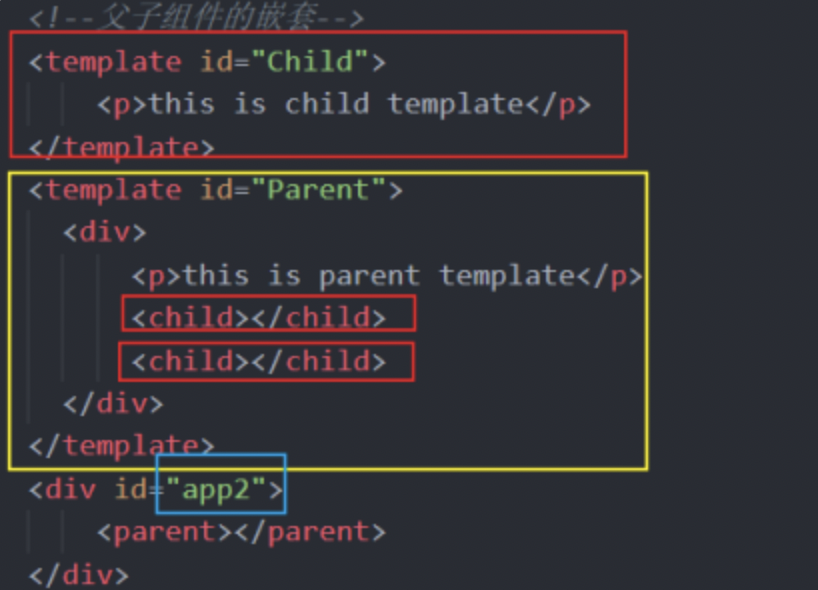 <!--父子组件的嵌套-->
<template id="Child">
<p>this is child template</p>
</template>
<template id="Parent">
<div>
<p>this is parent template</p>
<child></child>
<child></child>
</div>
</template>
<div id="app2">
<parent></parent>
</div>